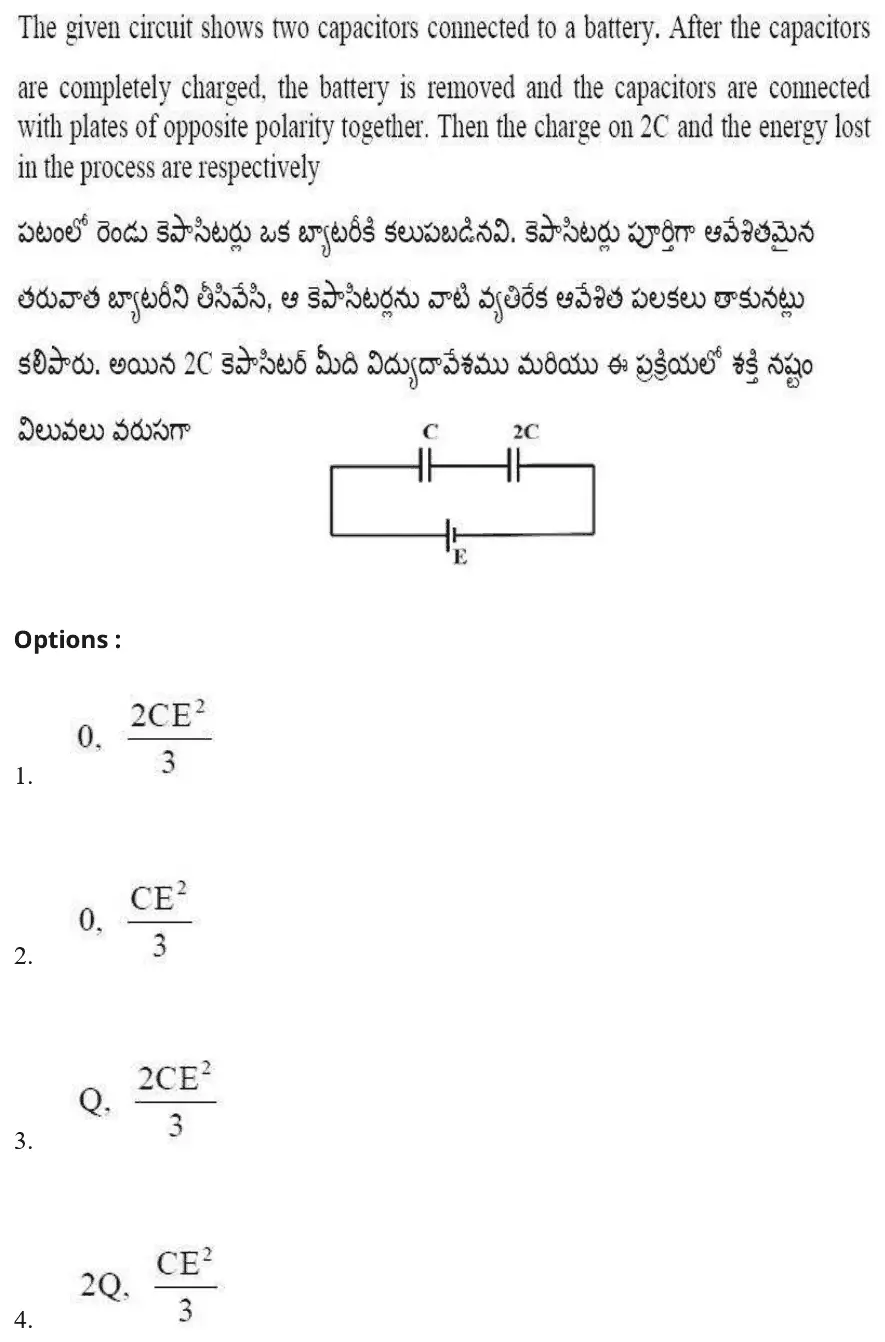 The given circuit shows two capacitors connected to a battery. After the capacitors
are completely charged, the battery is removed and the capacitors are connected
with plates of opposite polarity together. Then the charge on 2C and the energy lost
in the process are respectively
పటంలో రెండు కెపాసిటర్లు ఒక బ్యాటరీకి కలుపబడినవి. కెపాసిటర్లు పూర్తిగా ఆవేశితమైన
తరువాత బ్యాటరీని తీసివేసి, ఆ కెపాసిటర్లను వాటి వ్యతిరేక ఆవేశిత పలకలు తాకునట్లు
కలిపారు. అయిన 2C కెపాసిటర్ మీది విద్యుదావేశము మరియు ఈ ప్రక్రియలో శక్తి నష్టం
విలువలు వరుసగా
C 2C
E
Options :
1. 0, 2CE²/3
2. 0, CE²/3
3. Q, 2CE²/3
4. 2Q, CE²/3